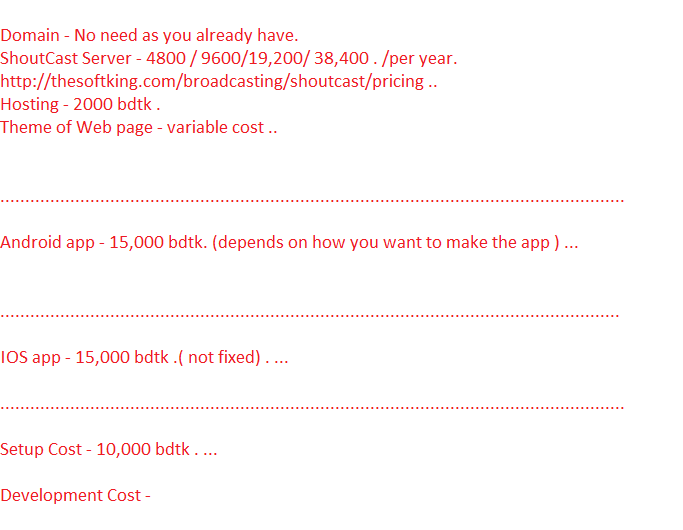 Domain - No need as you already have.
ShoutCast Server - 4800 / 9600/19,200/ 38,400 . /per year.
http://thesoftking.com/broadcasting/shoutcast/pricing ..
Hosting - 2000 bdtk .
Theme of Web page - variable cost ..
.............................................................................................................................
Android app - 15,000 bdtk. (depends on how you want to make the app ) ...
............................................................................................................................
IOS app - 15,000 bdtk .( not fixed) . ...
.............................................................................................................................
Setup Cost - 10,000 bdtk . ...
Development Cost -